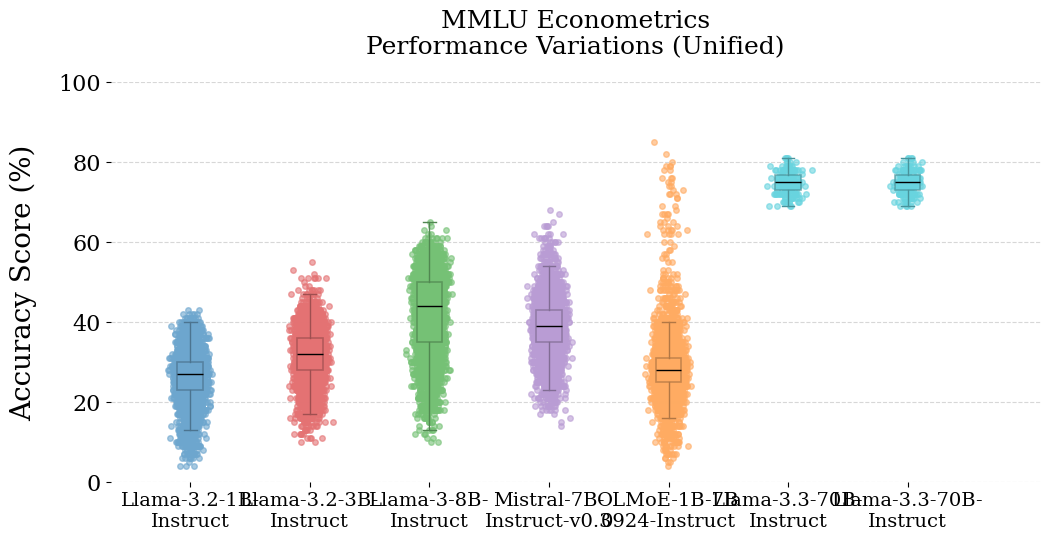 MMLU Econometrics
Performance Variations (Unified)
Accuracy Score (%)
100
80
60
40
20
0
Llama-3.2-1B-
Instruct
Llama-3.2-3B-
Instruct
Llama-3-8B-
Instruct
Mistral-7B-
Instruct-v0.3
OLMoE-1B-7B-
0924-Instruct
Llama-3.3-70B-
Instruct
Llama-3.3-70B-
Instruct